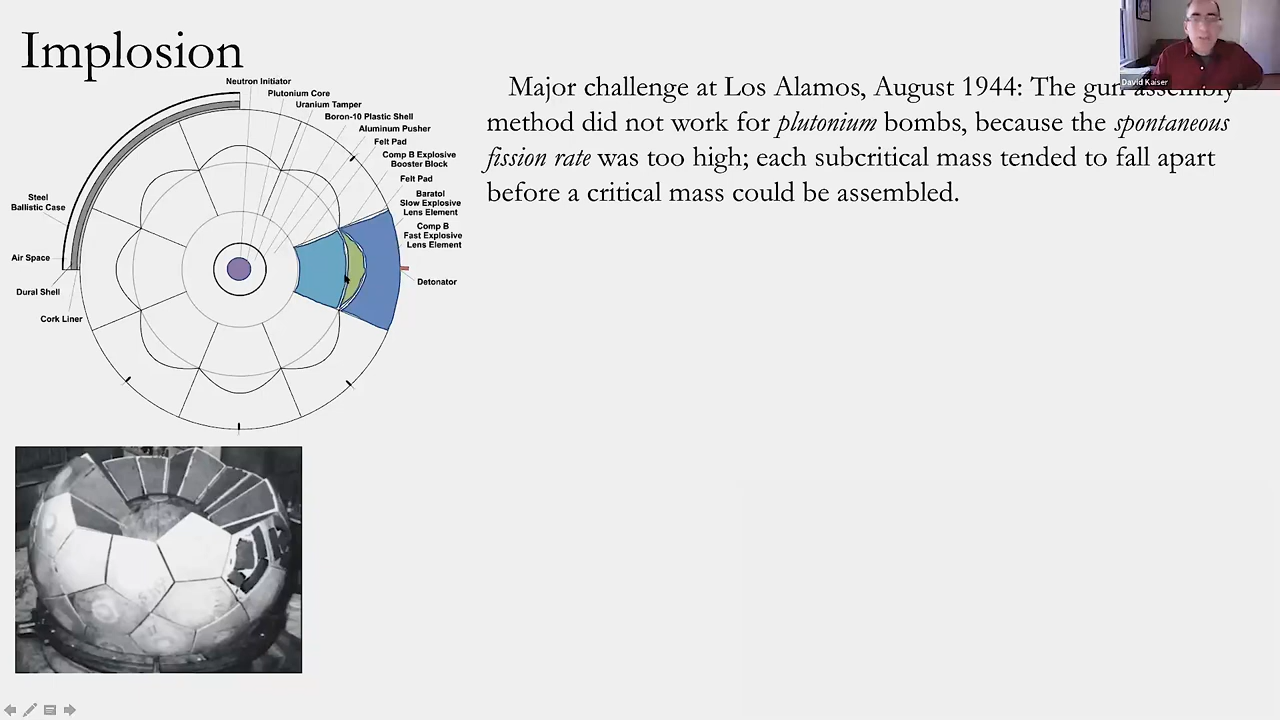 Implosion
Neutron Initiator
Plutonium Core
Uranium Tamper
Boron-10 Plastic Shell
Aluminum Pusher
Felt Pad
Comp B Explosive
Booster Block
Felt Pad
Baratol
Slow Explosive
Lens Element
Comp B
Fast Explosive
Lens Element
Detonator
Steel
Ballistic Case
Air Space
Dural Shell
Cork Liner
Major challenge at Los Alamos, August 1944: The gun assembly
method did not work for plutonium bombs, because the spontaneous
fission rate was too high; each subcritical mass tended to fall apart
before a critical mass could be assembled.
David Kaiser